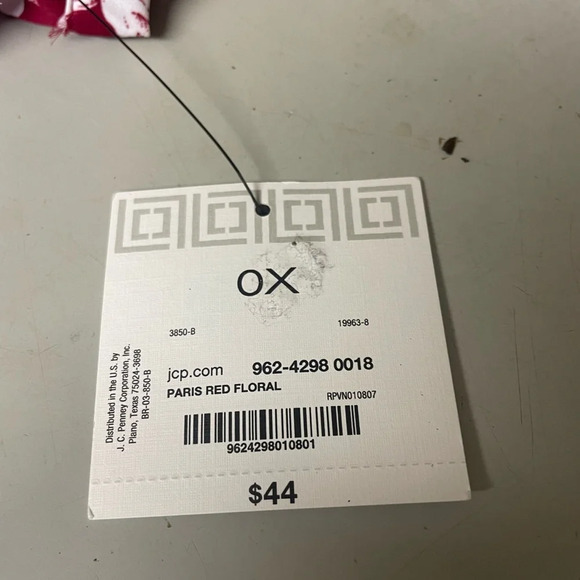 0X
3850-B 19963-8
jcp.com 962-4298 0018
PARIS RED FLORAL
RPVN010807
9624298010801
Distributed in the U.S. by
J. C. Penney Corporation, Inc.
Plano, Texas 75024-3698
BR-03-850-B
$44